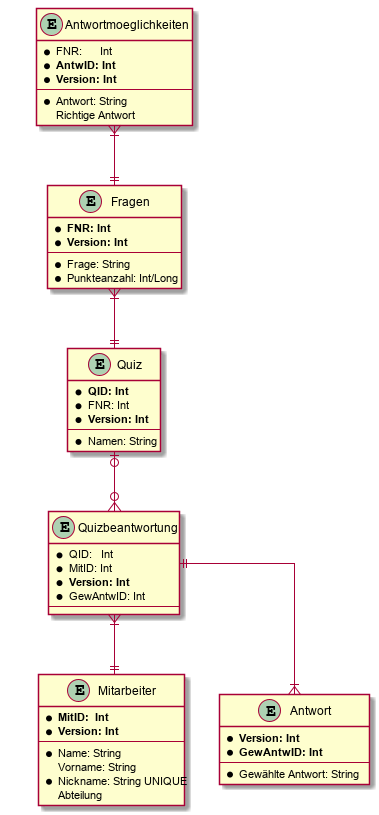 E Antwortmoeglichkeiten
FNR: Int
AntwID: Int
Version: Int
Antwort: String
Richtige Antwort
E Fragen
FNR: Int
Version: Int
Frage: String
Punkteanzahl: Int/Long
E Quiz
QID: Int
FNR: Int
Version: Int
Namen: String
E Quizbeantwortung
QID: Int
MitID: Int
Version: Int
GewAntwID: Int
E Mitarbeiter
MitID: Int
Version: Int
Name: String
Vorname: String
Nickname: String UNIQUE
Abteilung
E Antwort
Version: Int
GewAntwID: Int
Gewählte Antwort: String